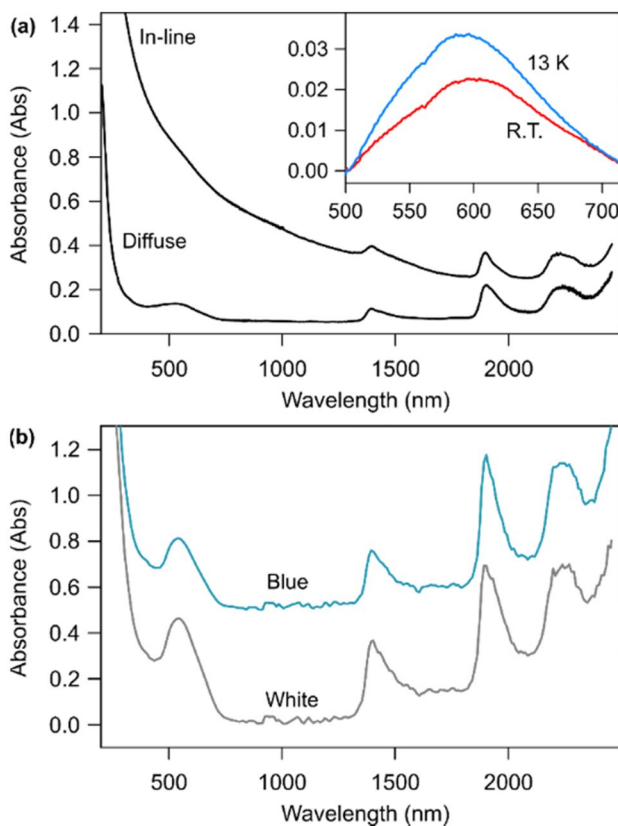 (a)
1.4
1.2
1.0
0.8
0.6
0.4
0.2
0.0
Absorbance (Abs)
In-line
Diffuse
0.03
0.02
0.01
0.00
13 K
R.T.
500 550 600 650 700
500 1000 1500 2000
Wavelength (nm)
(b)
1.2
1.0
0.8
0.6
0.4
0.2
0.0
Absorbance (Abs)
Blue
White
500 1000 1500 2000
Wavelength (nm)